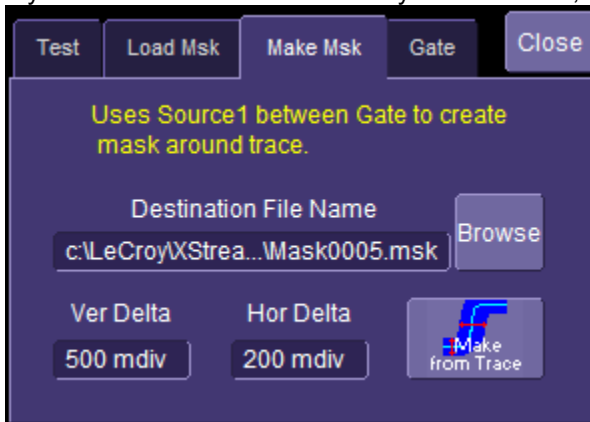 Test Load Msk Make Msk Gate Close
Uses Source1 between Gate to create
mask around trace.
Destination File Name
c:\LeCroy\XStrea...\Mask0005.msk Browse
Ver Delta Hor Delta
500 mdiv 200 mdiv
Make
from Trace